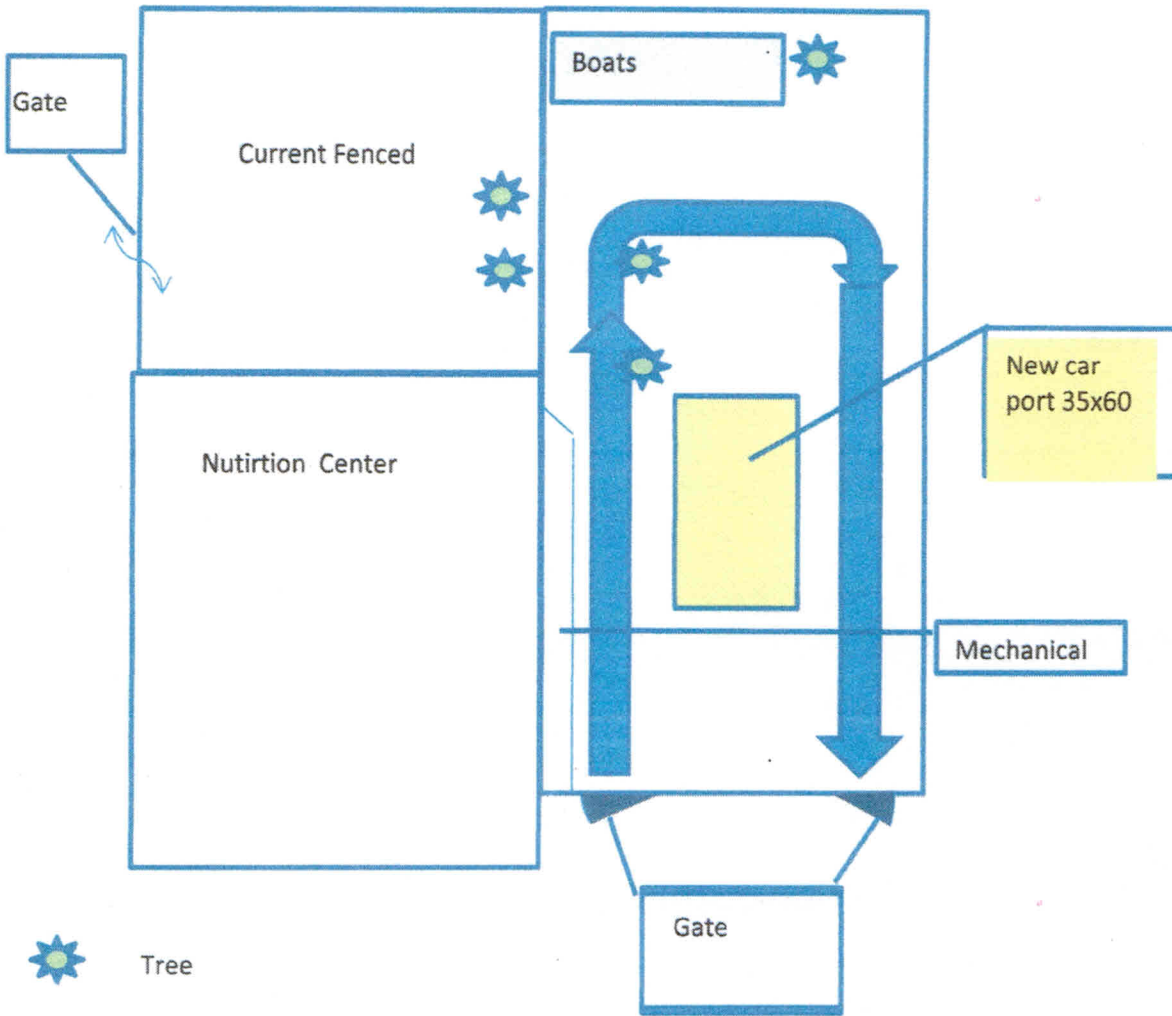 Boats
Gate
Current Fenced
New car
port 35x60
Nutirtion Center
Mechanical
Gate
Tree